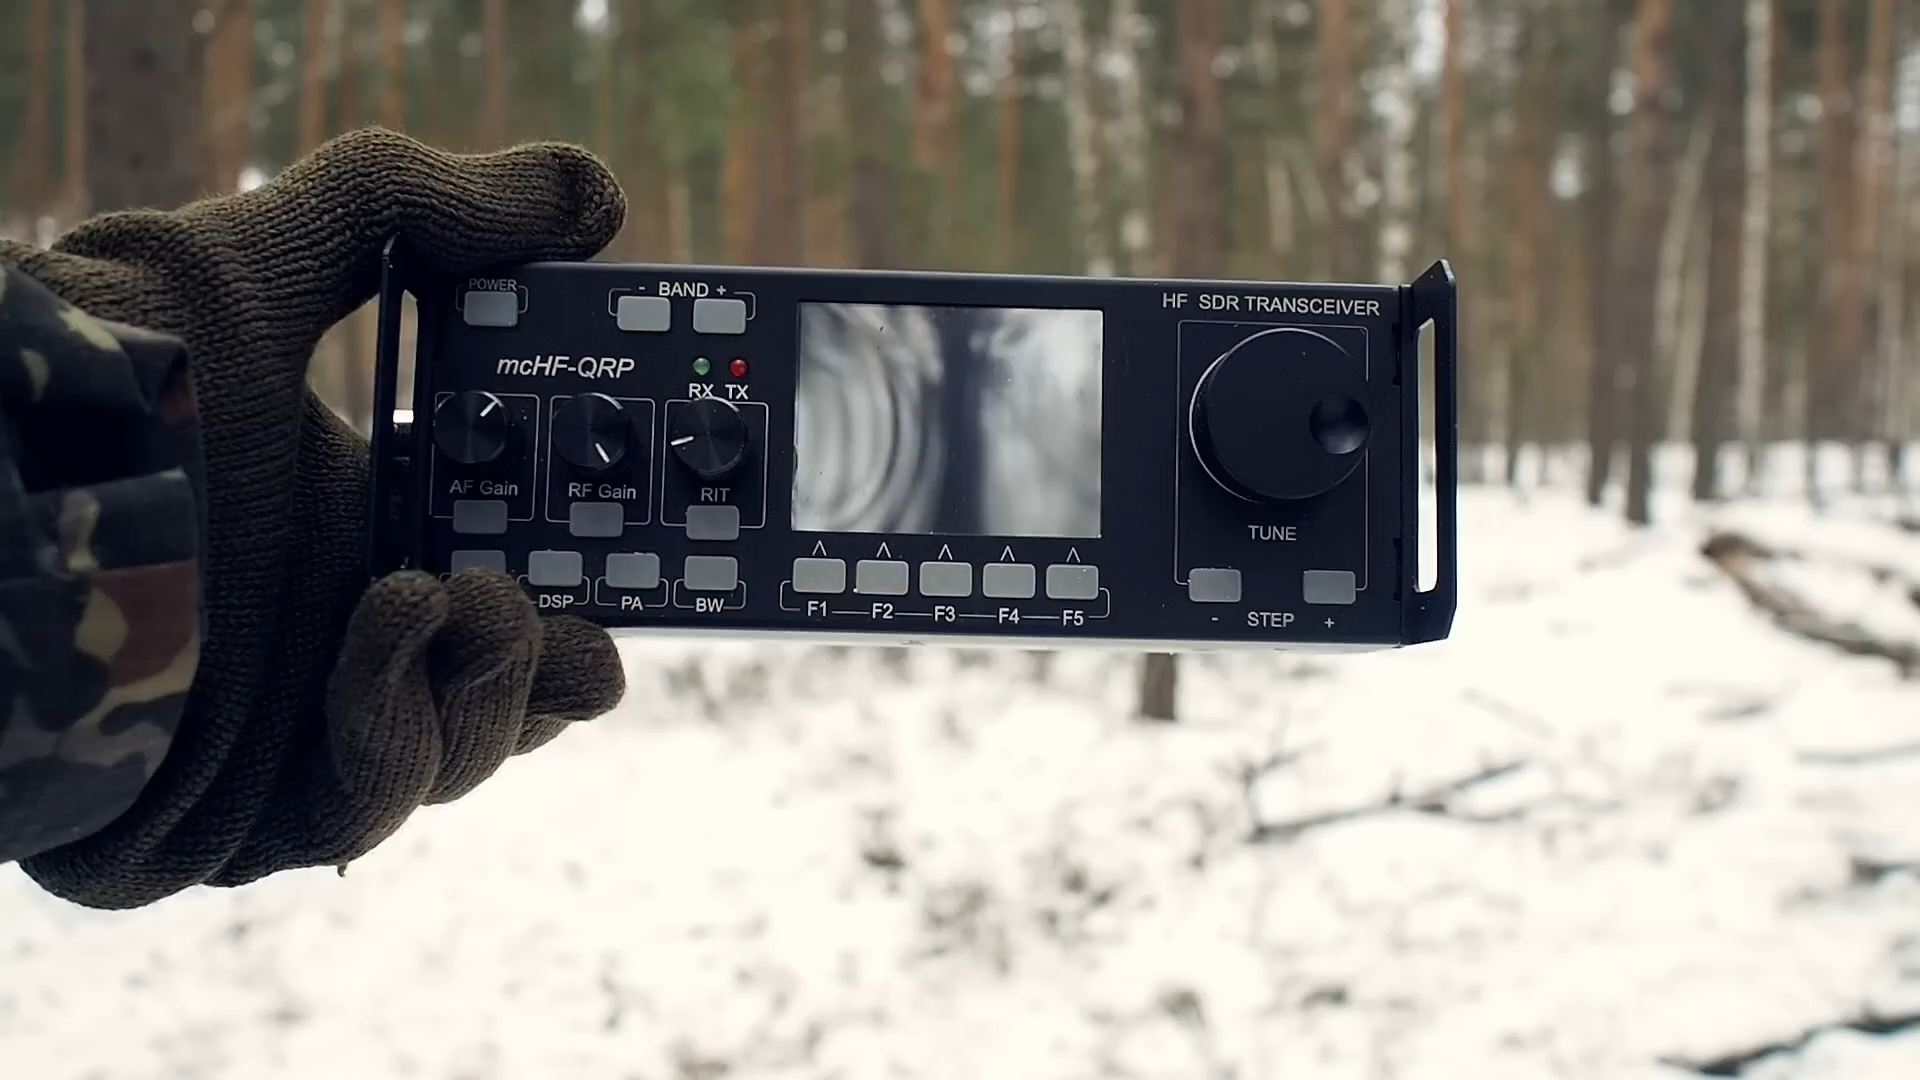 POWER
- BAND +
HF SDR TRANSCEIVER
mcHF-QRP
RX TX
AF Gain
RF Gain
RIT
TUNE
^ ^ ^ ^ ^
DSP
PA
BW
F1 F2 F3 F4 F5
- STEP +